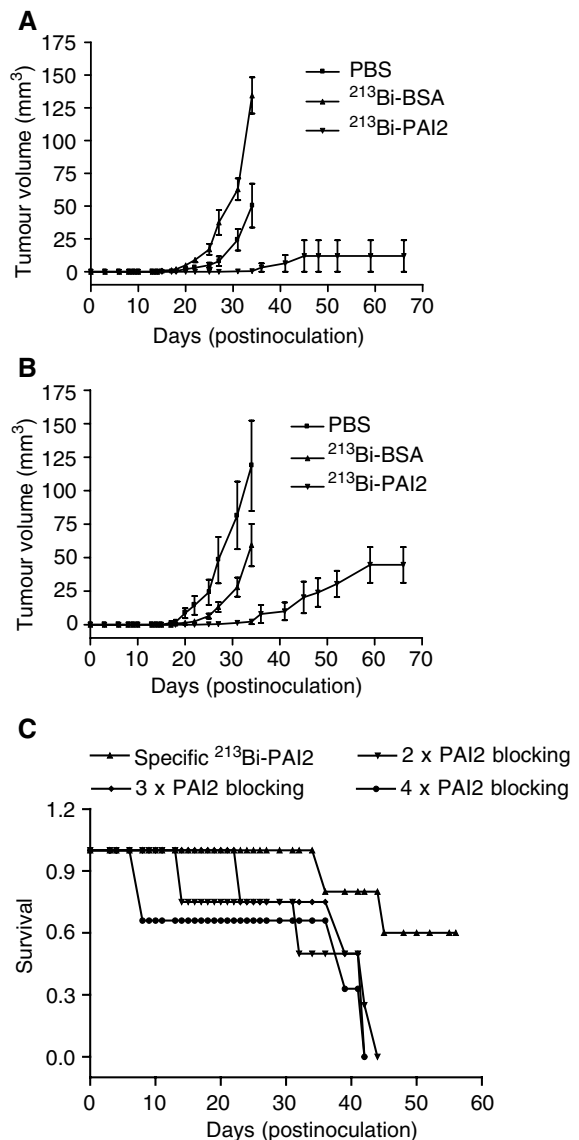 A
175
150
125
100
75
50
25
0
Tumour volume (mm³)
PBS
²¹³Bi-BSA
²¹³Bi-PAI2
0 10 20 30 40 50 60 70
Days (postinoculation)
B
175
150
125
100
75
50
25
0
Tumour volume (mm³)
PBS
²¹³Bi-BSA
²¹³Bi-PAI2
0 10 20 30 40 50 60 70
Days (postinoculation)
C
Specific ²¹³Bi-PAI2 2 x PAI2 blocking
3 x PAI2 blocking 4 x PAI2 blocking
1.2
0.9
0.6
0.3
0.0
Survival
0 10 20 30 40 50 60
Days (postinoculation)